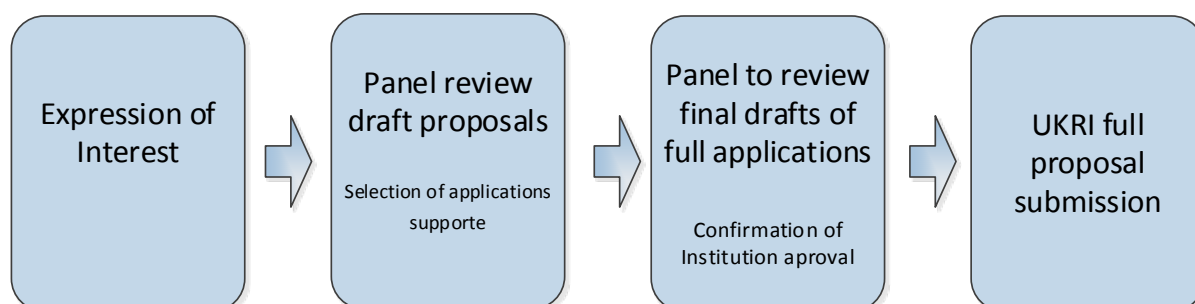 Expression of
Interest
Panel review
draft proposals
Selection of applications
supporte
Panel to review
final drafts of
full applications
Confirmation of
Institution aproval
UKRI full
proposal
submission